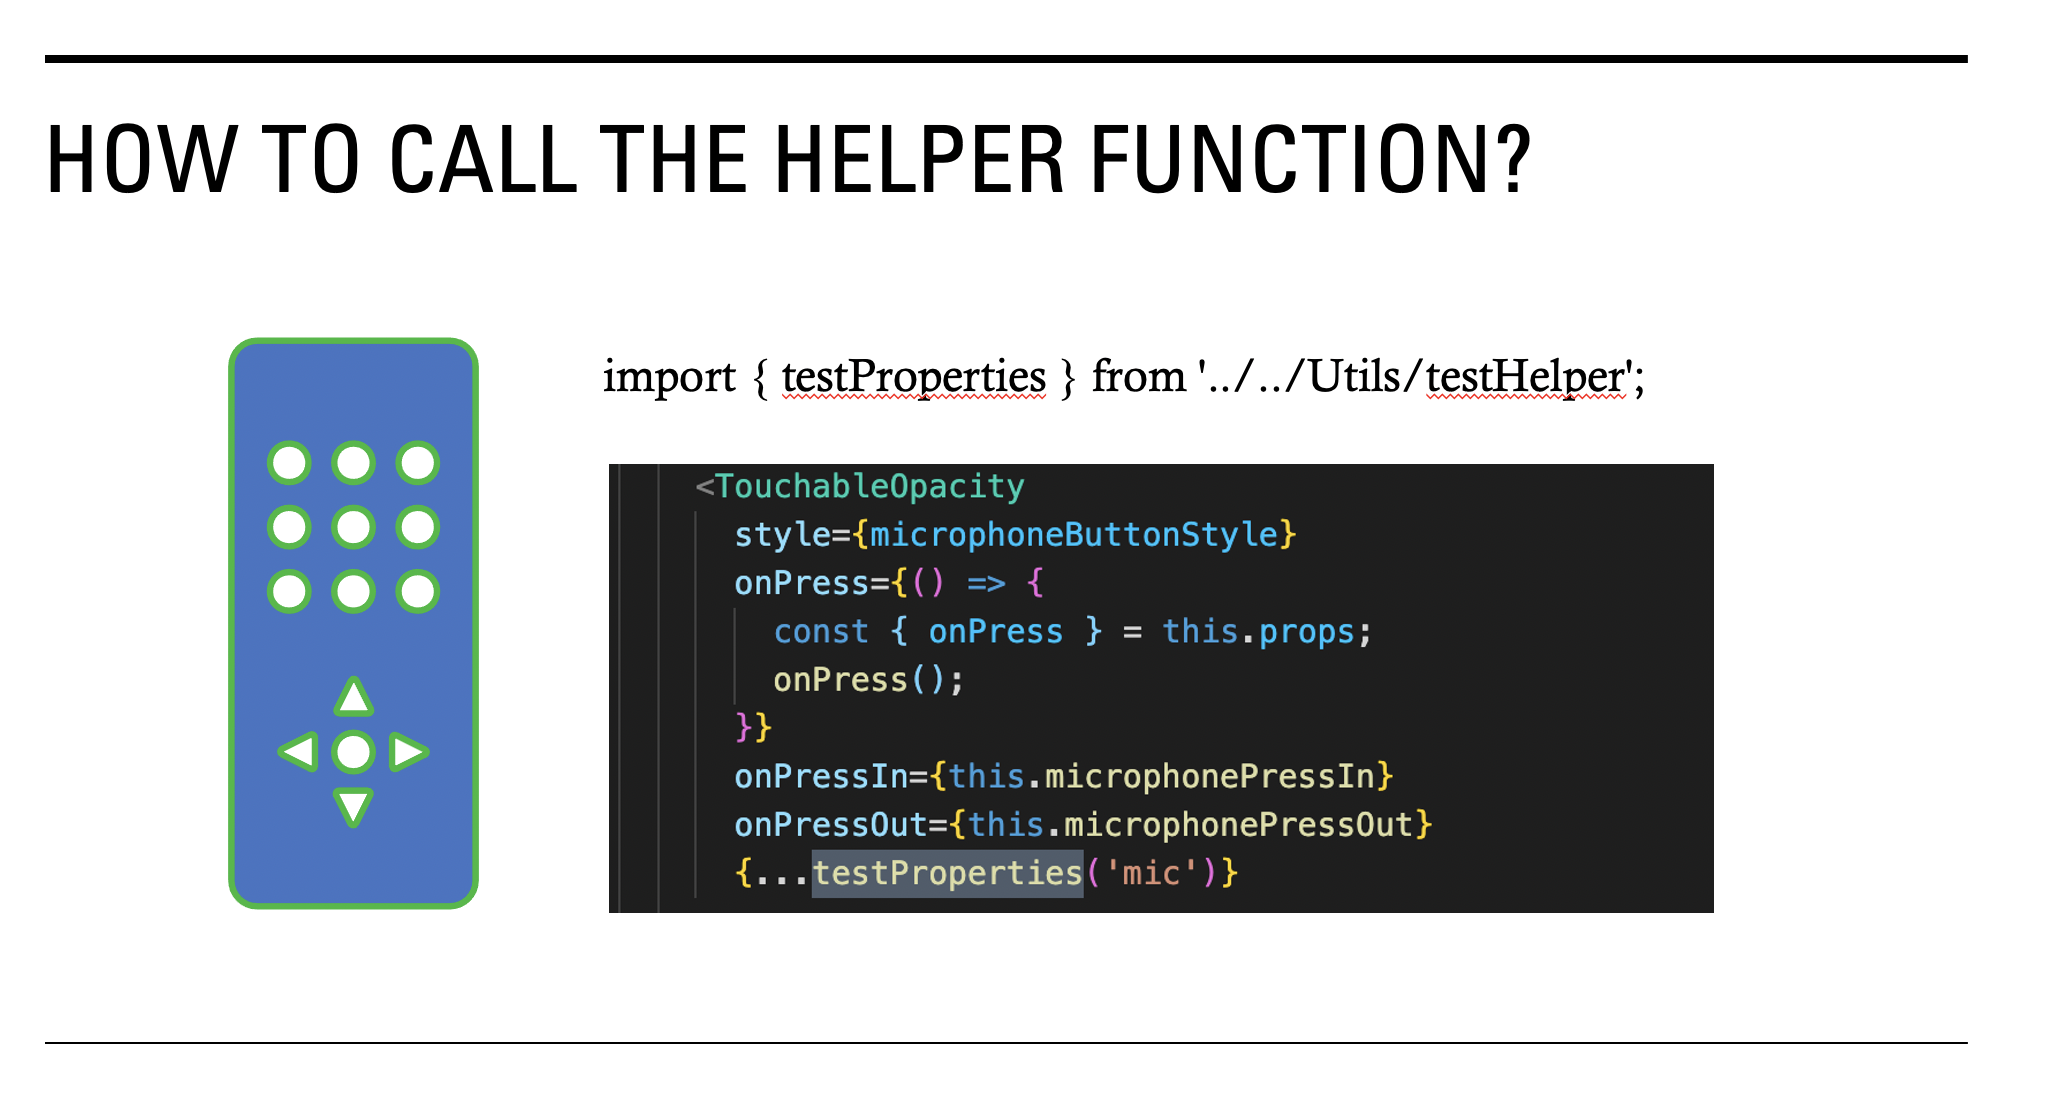 HOW TO CALL THE HELPER FUNCTION?
import { testProperties } from '../../Utils/testHelper';
<TouchableOpacity
style={microphoneButtonStyle}
onPress={() => {
const { onPress } = this.props;
onPress();
}}
onPressIn={this.microphonePressIn}
onPressOut={this.microphonePressOut}
{...testProperties('mic')}